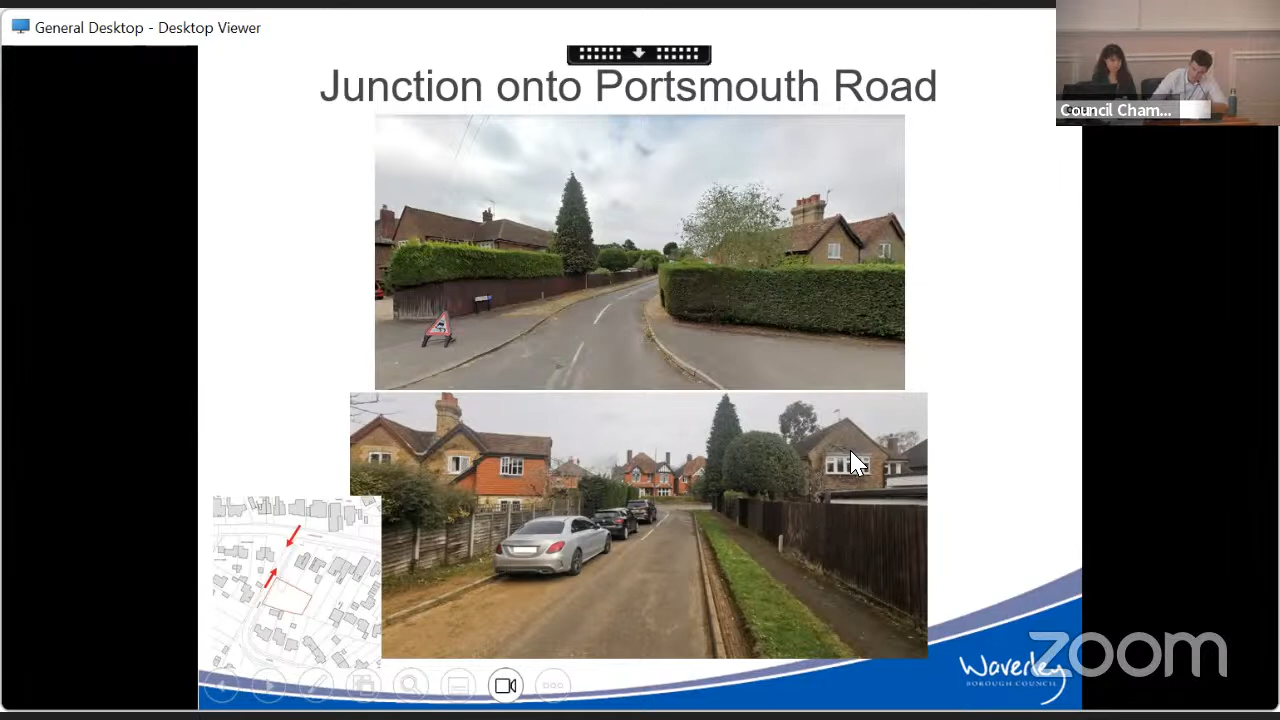 General Desktop - Desktop Viewer
Junction onto Portsmouth Road
Council Cham...
Waverley
BOROUGH COUNCIL
zoom